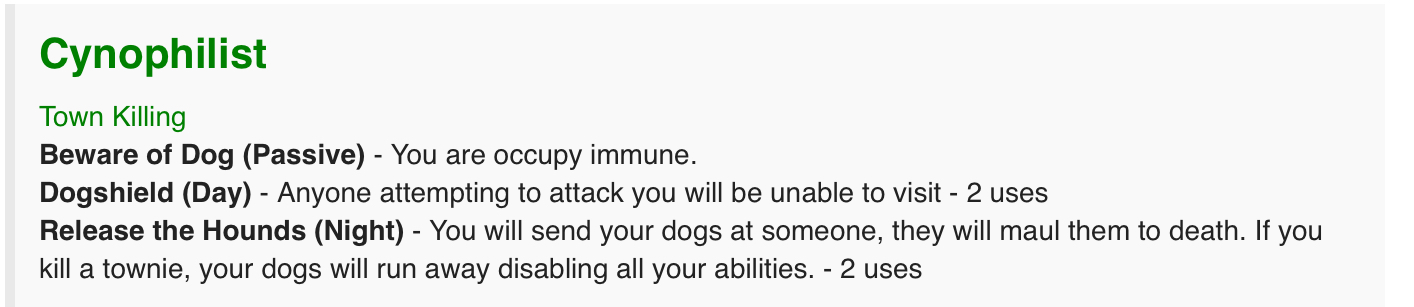 Cynophilist
Town Killing
Beware of Dog (Passive) - You are occupy immune.
Dogshield (Day) - Anyone attempting to attack you will be unable to visit - 2 uses
Release the Hounds (Night) - You will send your dogs at someone, they will maul them to death. If you
kill a townie, your dogs will run away disabling all your abilities. - 2 uses